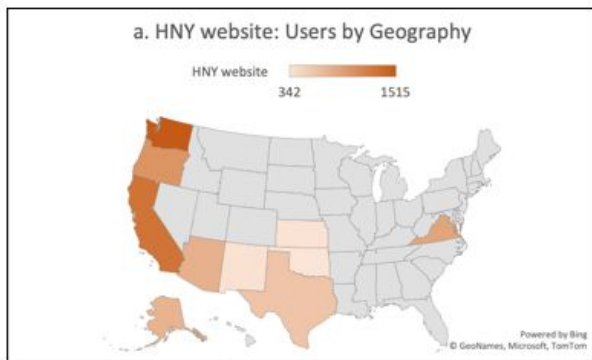 a. HNY website: Users by Geography
HNY website
342 1515
Powered by Bing
© GeoNames, Microsoft, TomTom